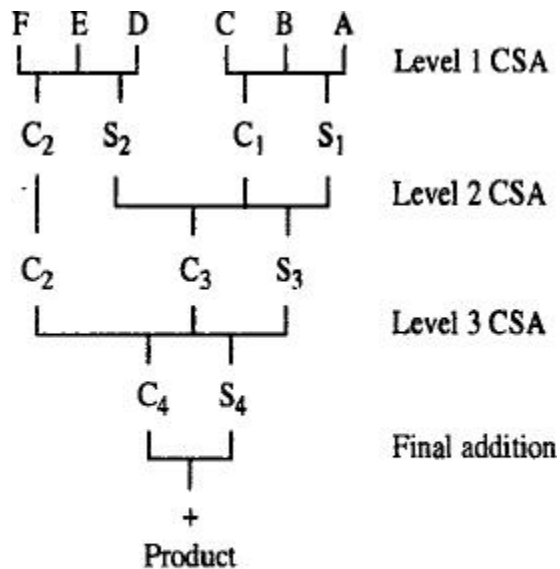 F E D C B A
Level 1 CSA
C₂ S₂ C₁ S₁
Level 2 CSA
C₂ C₃ S₃
Level 3 CSA
C₄ S₄
Final addition
+
Product